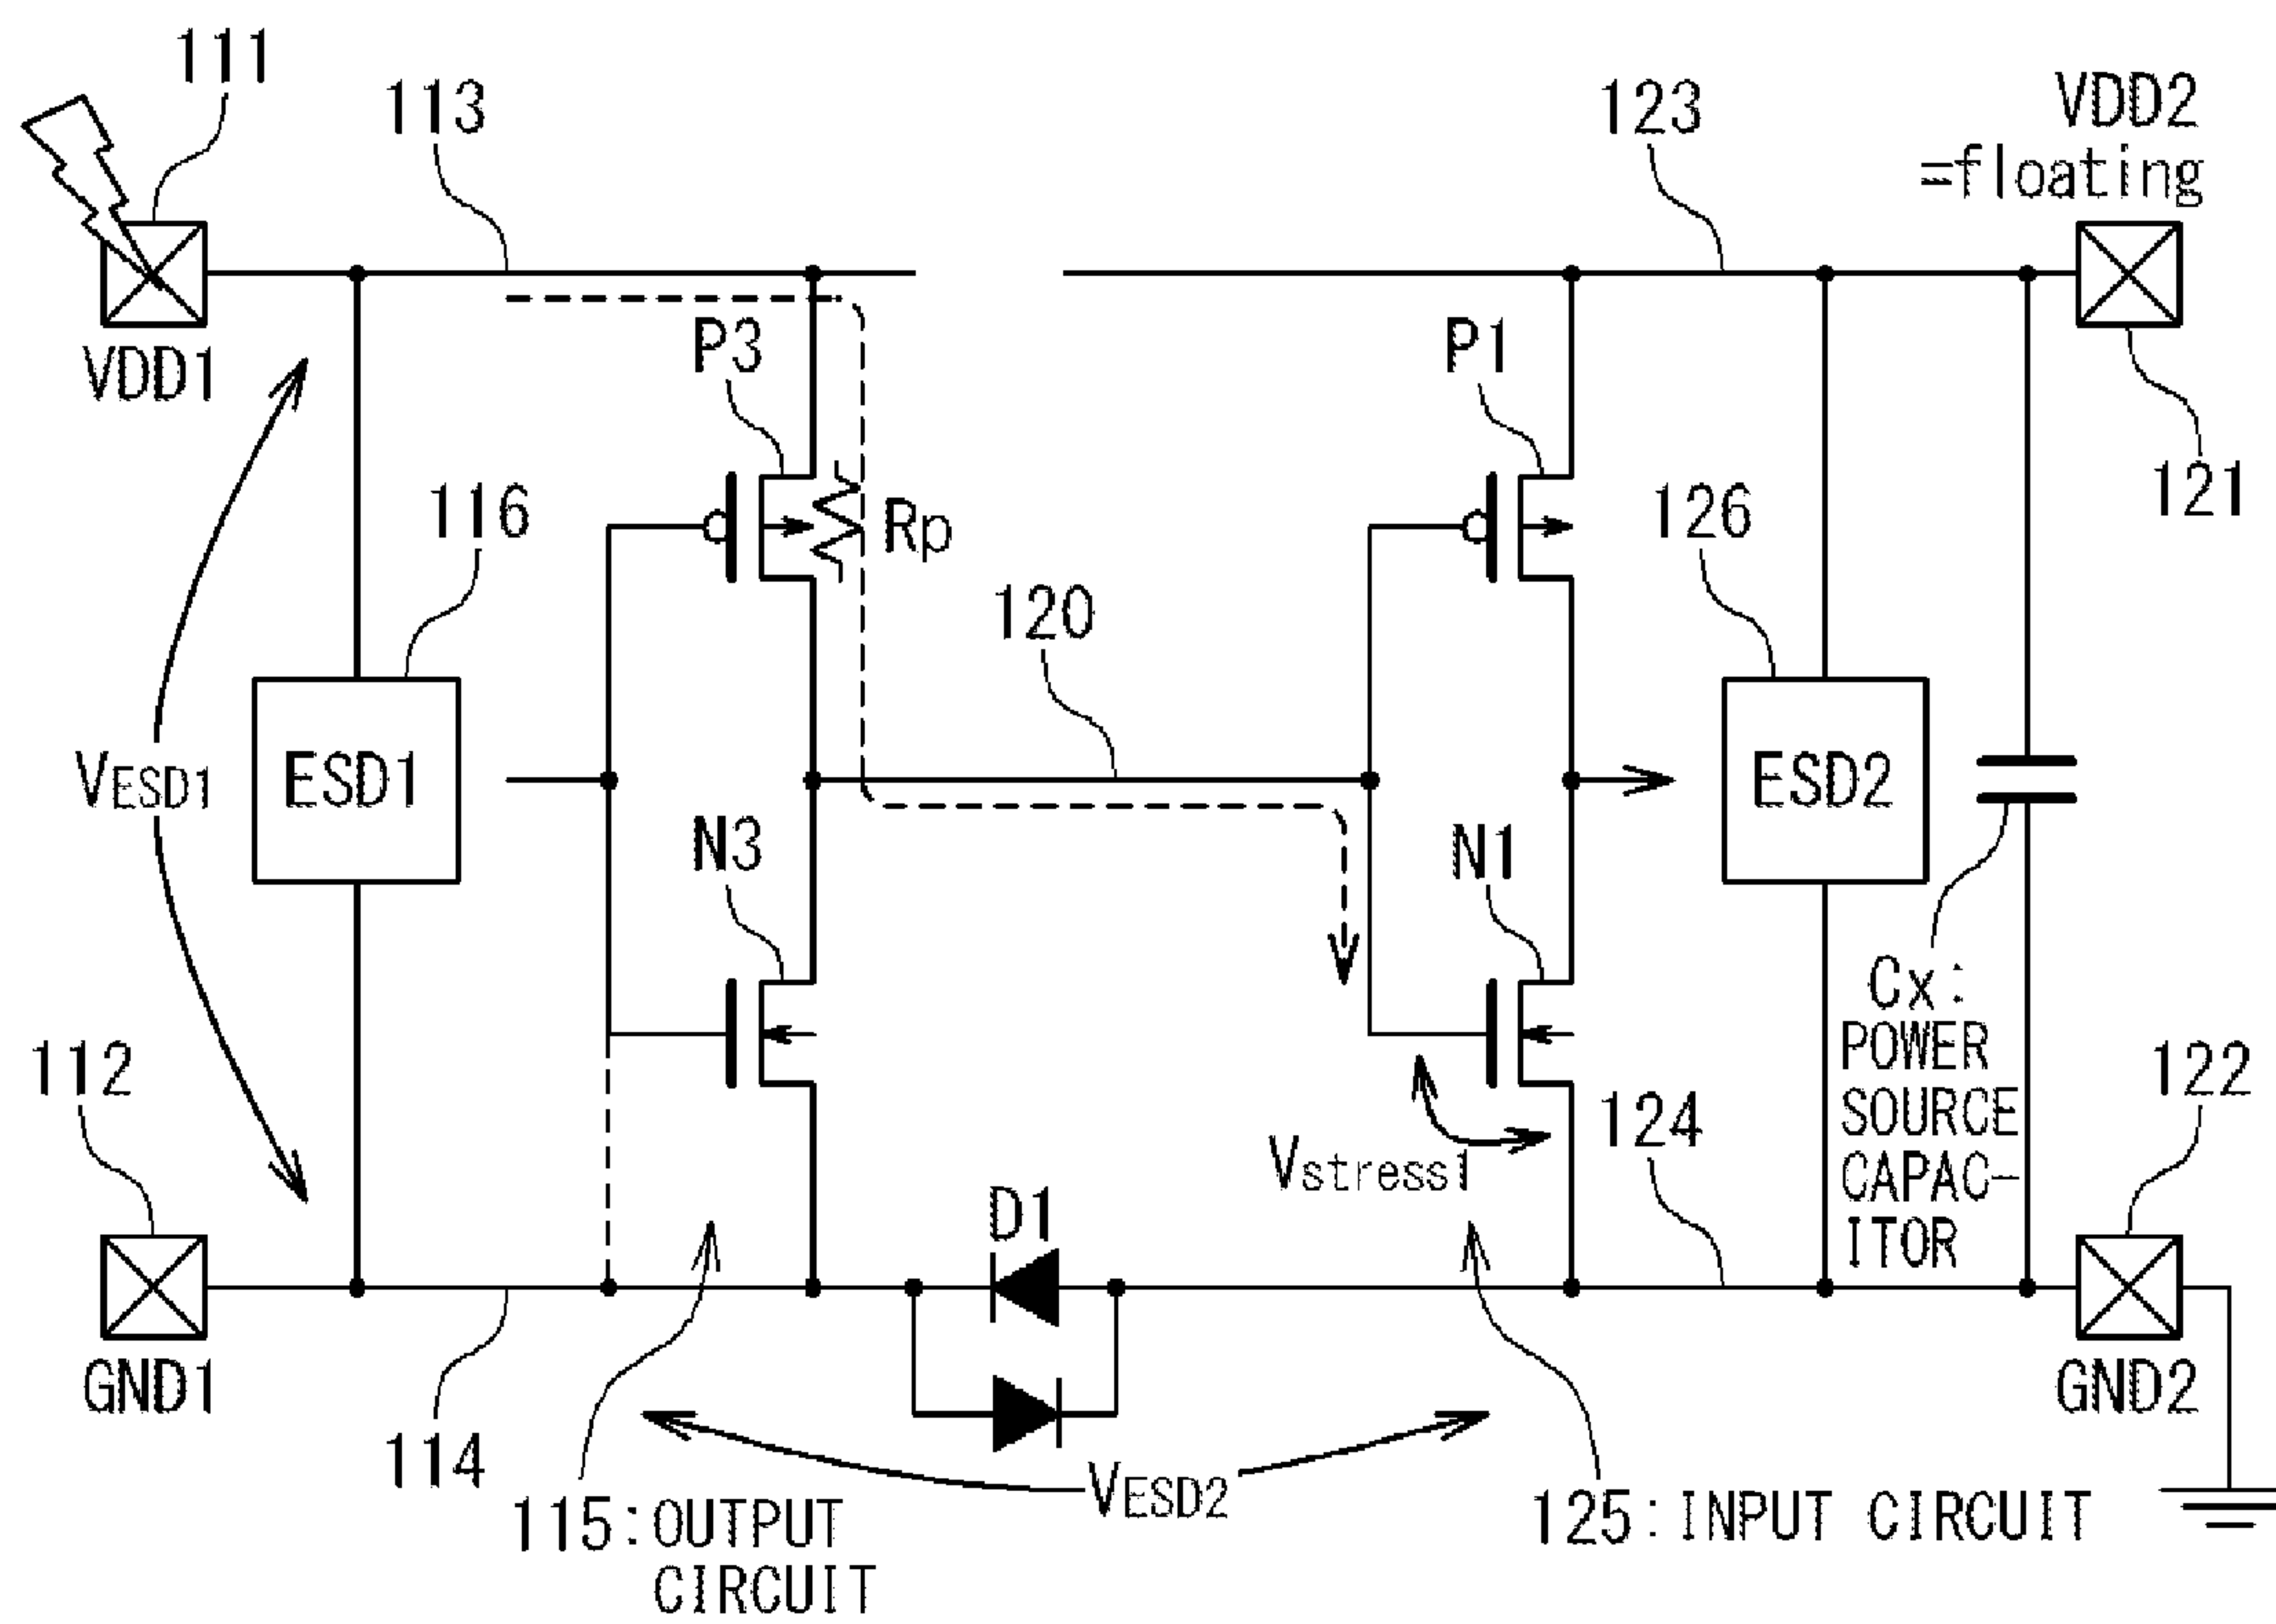 111
113
123
VDD2
=floating
VDD1
P3
P1
121
116
Rp
126
120
VESD1
ESD1
ESD2
N3
N1
Cx:
POWER
SOURCE
CAPAC-
ITOR
112
122
124
Vstress1
D1
GND1
GND2
114
VESD2
115:OUTPUT
CIRCUIT
125:INPUT CIRCUIT